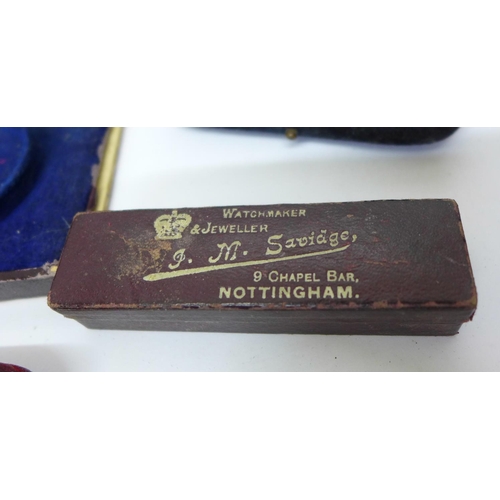 WATCHMAKER
& JEWELLER
J. M. Savidge,
9 CHAPEL BAR,
NOTTINGHAM.